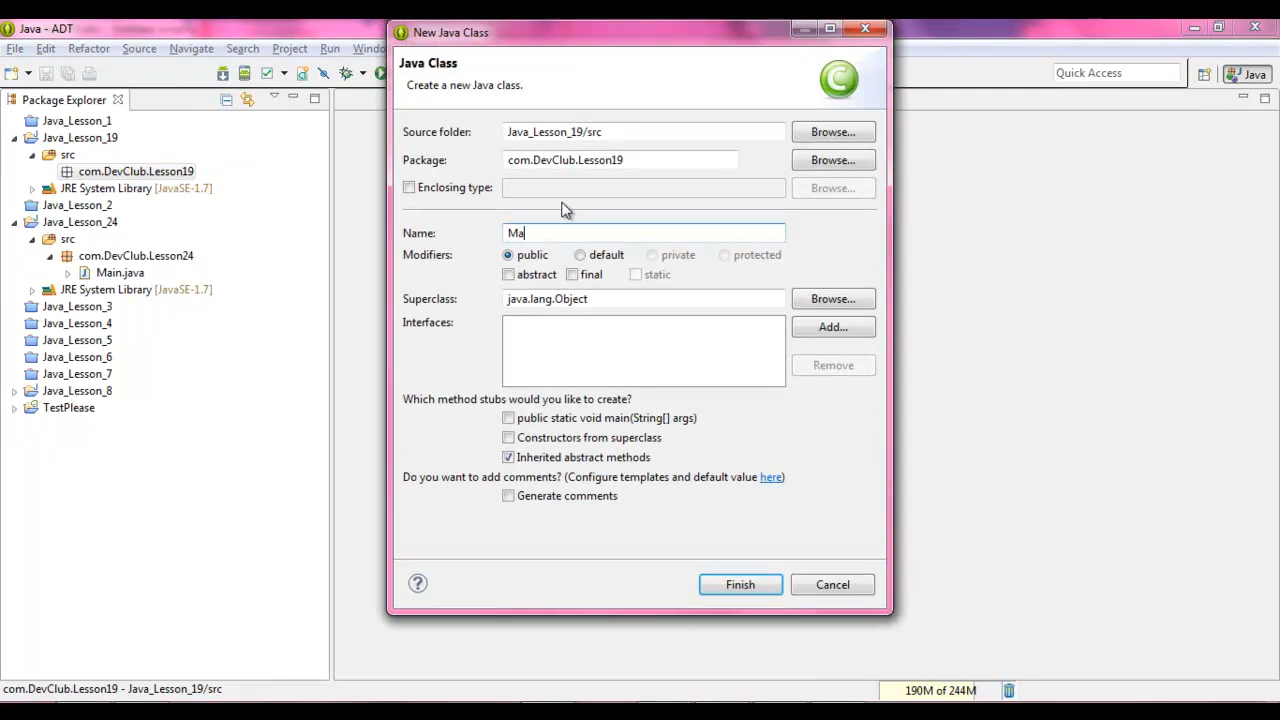 Java - ADT
File Edit Refactor Source Navigate Search Project Run Windo
Quick Access
Java
Package Explorer
Java_Lesson_1
Java_Lesson_19
src
com.DevClub.Lesson19
JRE System Library [JavaSE-1.7]
Java_Lesson_2
Java_Lesson_24
src
com.DevClub.Lesson24
Main.java
JRE System Library [JavaSE-1.7]
Java_Lesson_3
Java_Lesson_4
Java_Lesson_5
Java_Lesson_6
Java_Lesson_7
Java_Lesson_8
TestPlease
New Java Class
Java Class
Create a new Java class.
Source folder: Java_Lesson_19/src Browse...
Package: com.DevClub.Lesson19 Browse...
Enclosing type: Browse...
Name: Ma
Modifiers: public default private protected
abstract final static
Superclass: java.lang.Object Browse...
Interfaces: Add...
Remove
Which method stubs would you like to create?
public static void main(String[] args)
Constructors from superclass
Inherited abstract methods
Do you want to add comments? (Configure templates and default value here)
Generate comments
? Finish Cancel
com.DevClub.Lesson19 - Java_Lesson_19/src
190M of 244M